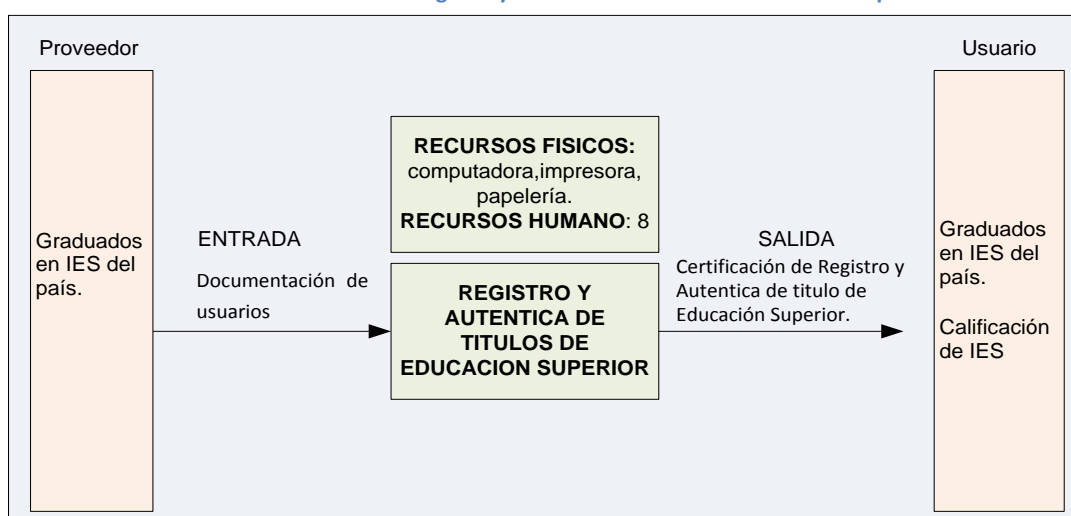 Proveedor
Usuario
Graduados
en IES del
país.
ENTRADA
Documentación de
usuarios
RECURSOS FISICOS:
computadora,impresora,
papelería.
RECURSOS HUMANO: 8
REGISTRO Y
AUTENTICA DE
TITULOS DE
EDUCACION SUPERIOR
SALIDA
Certificación de Registro y
Autentica de titulo de
Educación Superior.
Graduados
en IES del
país.
Calificación
de IES